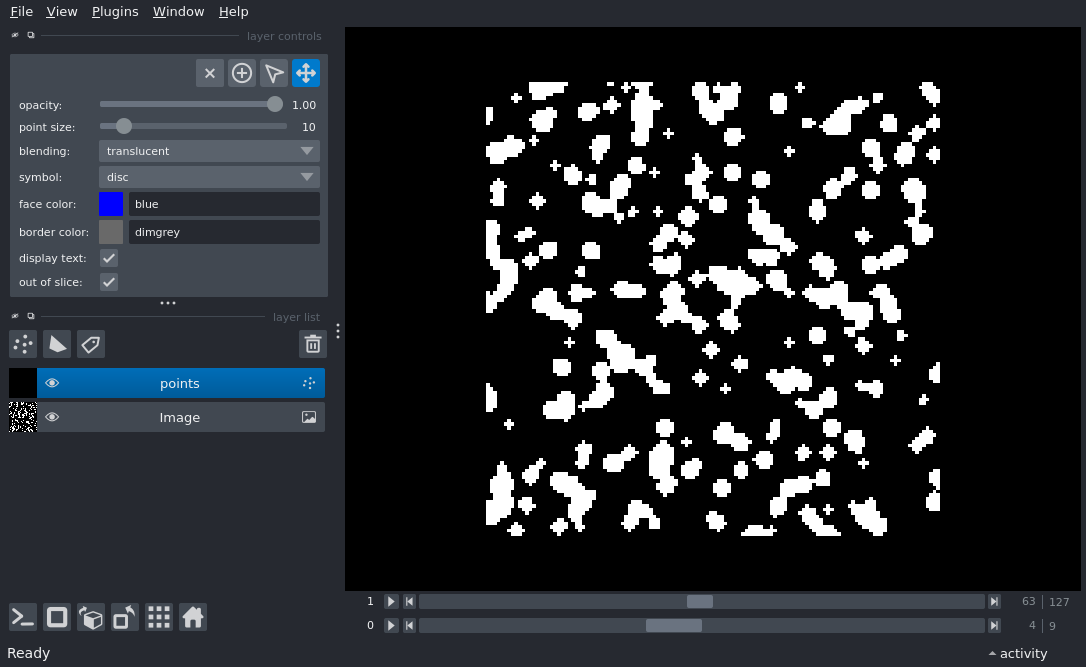 File View Plugins Window Help
layer controls
opacity: 1.00
point size: 10
blending: translucent
symbol: disc
face color: blue
border color: dimgrey
display text:
out of slice:
layer list
points
Image
1 63 127
0 4 9
Ready activity